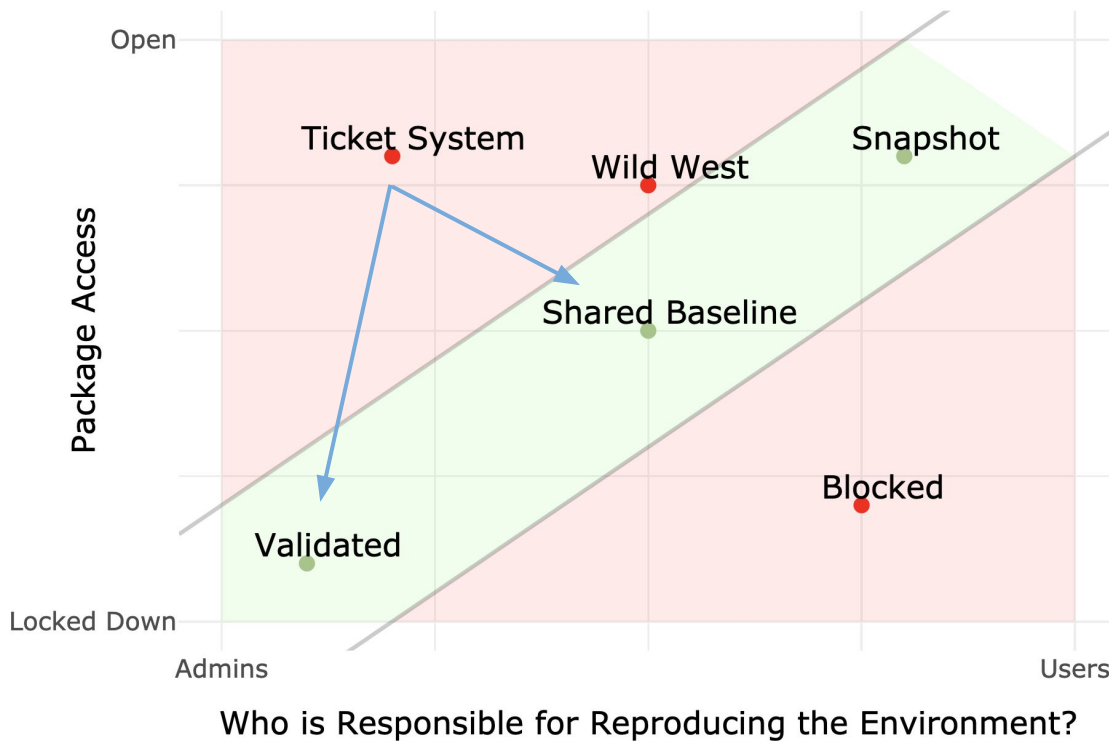 Open
Ticket System
Wild West
Snapshot
Package Access
Shared Baseline
Blocked
Validated
Locked Down
Admins
Users
Who is Responsible for Reproducing the Environment?